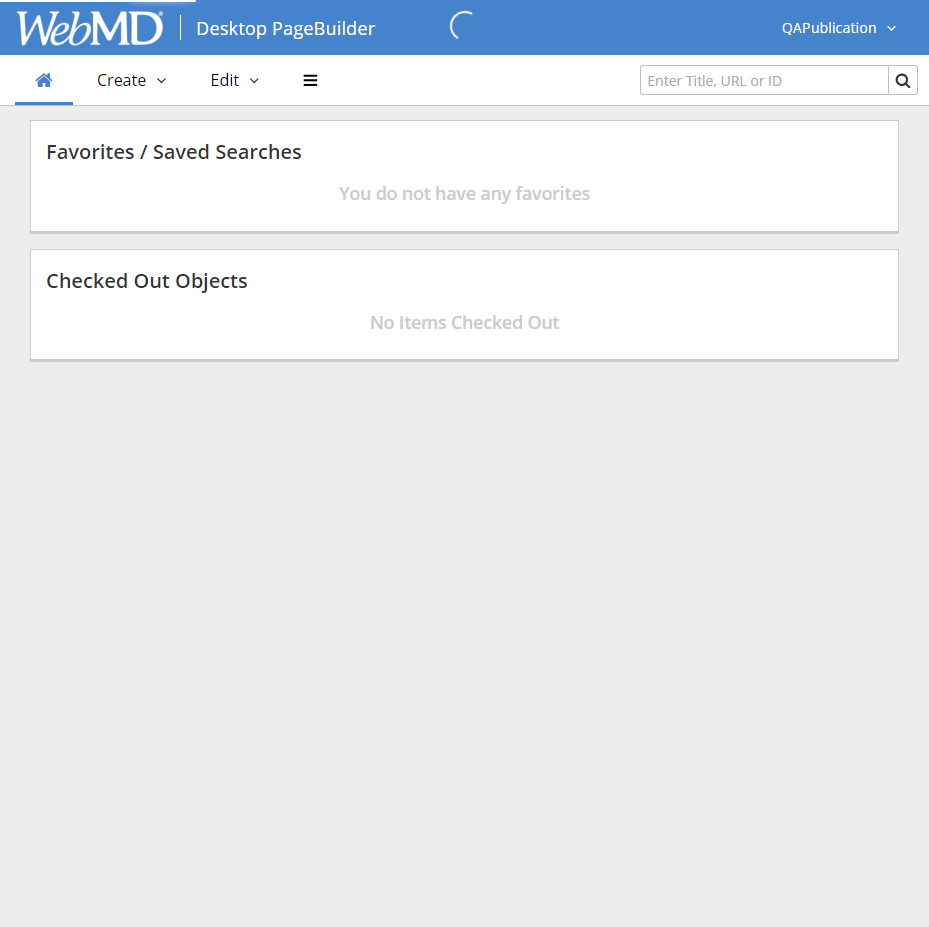 WebMD Desktop PageBuilder QAPublication
Create Edit Enter Title, URL or ID
Favorites / Saved Searches
You do not have any favorites
Checked Out Objects
No Items Checked Out